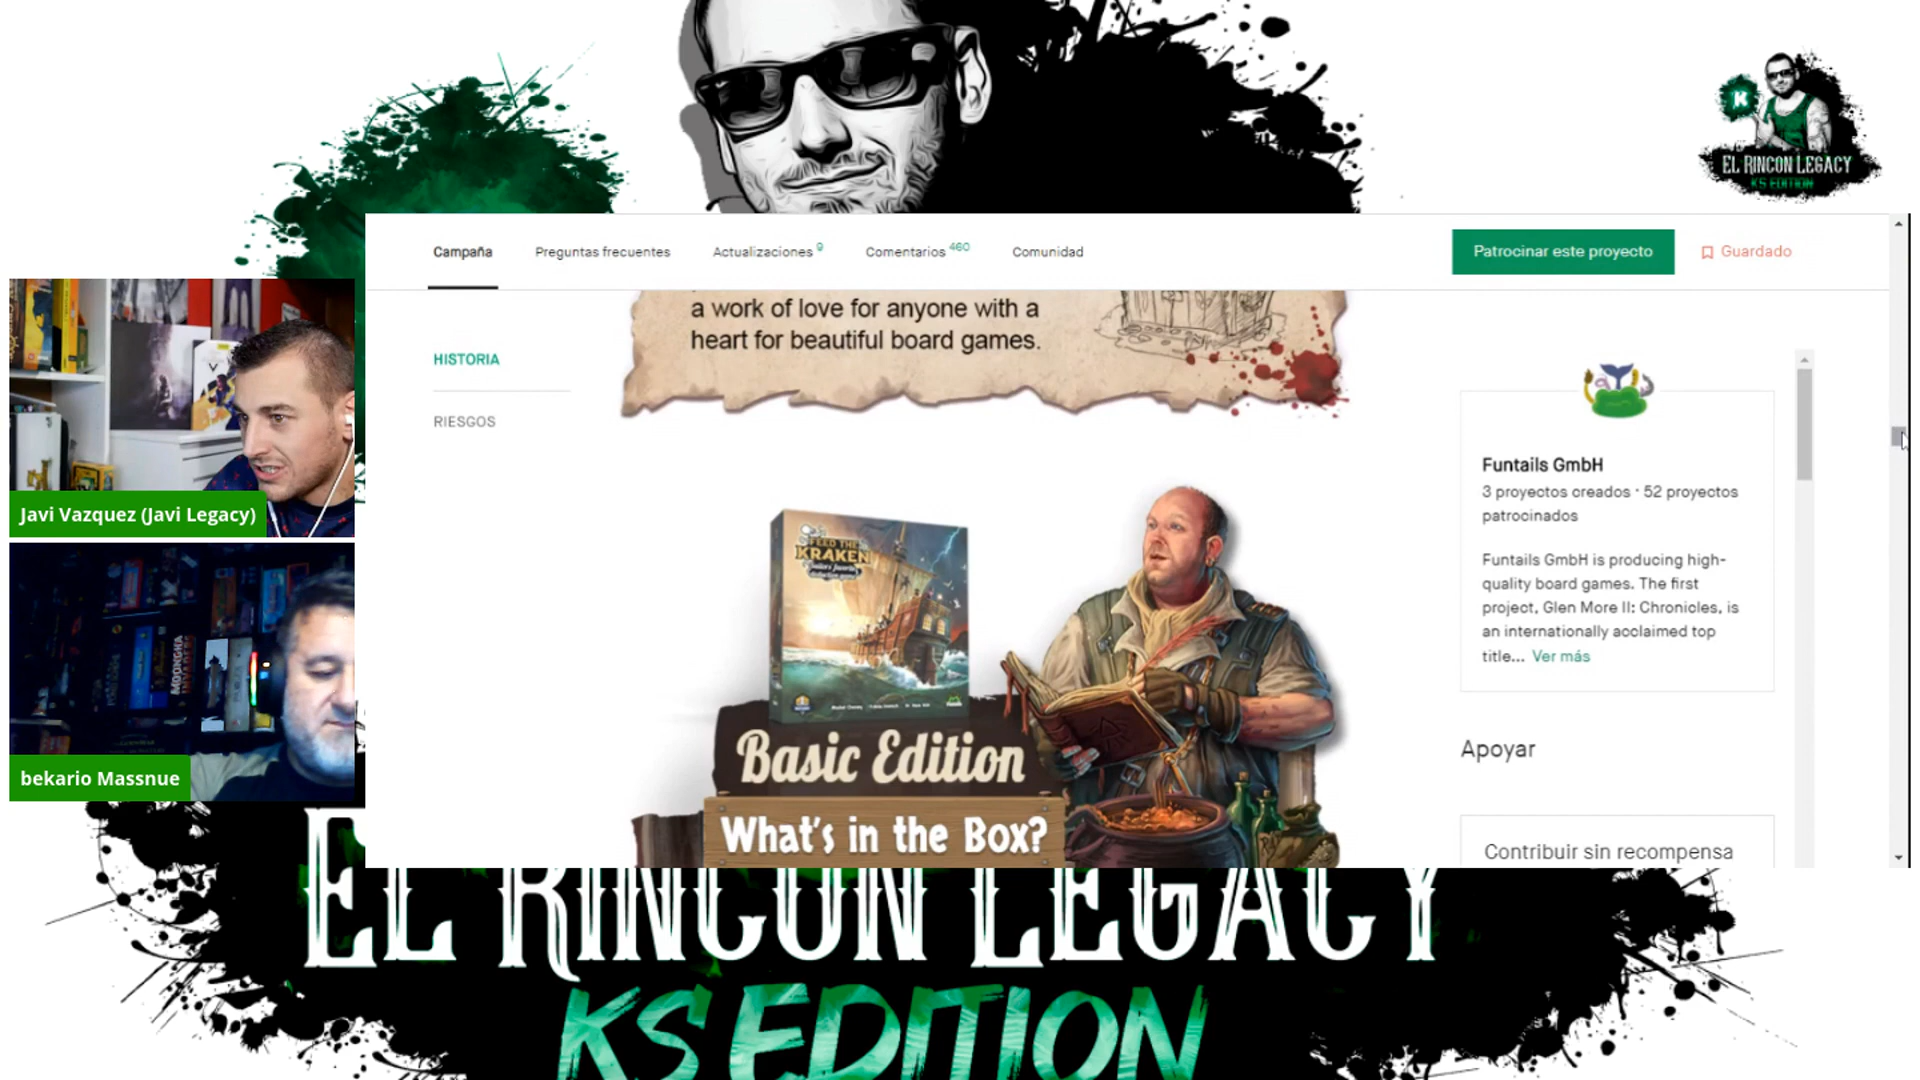 K
EL RINCON LEGACY
KS EDITION
Campaña
Preguntas frecuentes
Actualizaciones 9
Comentarios 460
Comunidad
Patrocinar este proyecto
Guardado
a work of love for anyone with a
heart for beautiful board games.
HISTORIA
RIESGOS
Funtails GmbH
3 proyectos creados · 52 proyectos
patrocinados
Funtails GmbH is producing high-
quality board games. The first
project, Glen More II: Chronicles, is
an internationally acclaimed top
title... Ver más
Apoyar
Contribuir sin recompensa
FEED THE
KRAKEN
Basic Edition
What's in the Box?
Javi Vazquez (Javi Legacy)
MOONGHA
INVADERS
bekario Massnue
EL RINCON LEGACY
KS EDITION